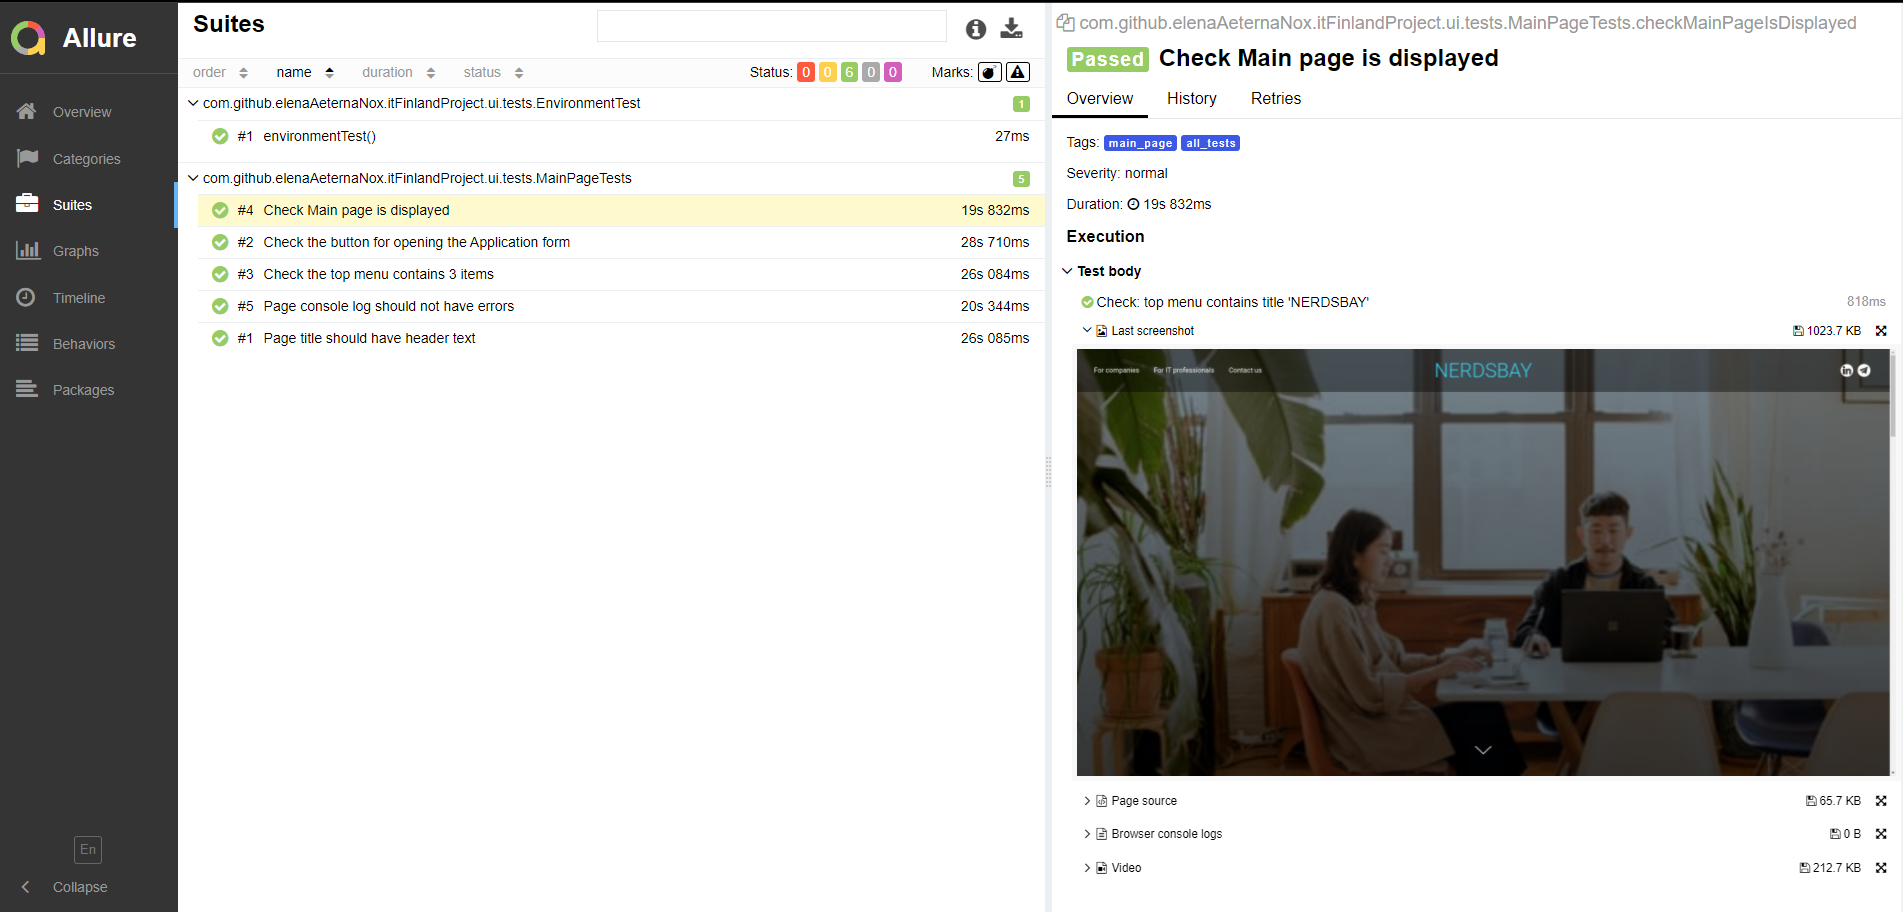 Allure
Overview
Categories
Suites
Graphs
Timeline
Behaviors
Packages
En
Collapse
Suites
order name duration status Status: 0 0 6 0 0 Marks:
com.github.elenaAeternaNox.itFinlandProject.ui.tests.EnvironmentTest 1
#1 environmentTest() 27ms
com.github.elenaAeternaNox.itFinlandProject.ui.tests.MainPageTests 5
#4 Check Main page is displayed 19s 832ms
#2 Check the button for opening the Application form 28s 710ms
#3 Check the top menu contains 3 items 26s 084ms
#5 Page console log should not have errors 20s 344ms
#1 Page title should have header text 26s 085ms
com.github.elenaAeternaNox.itFinlandProject.ui.tests.MainPageTests.checkMainPageIsDisplayed
Passed Check Main page is displayed
Overview History Retries
Tags: main_page all_tests
Severity: normal
Duration: 19s 832ms
Execution
Test body
Check: top menu contains title 'NERDSBAY' 818ms
Last screenshot 1023.7 KB
For companies For IT professionals Contact us NERDSBAY in
Page source 65.7 KB
Browser console logs 0 B
Video 212.7 KB